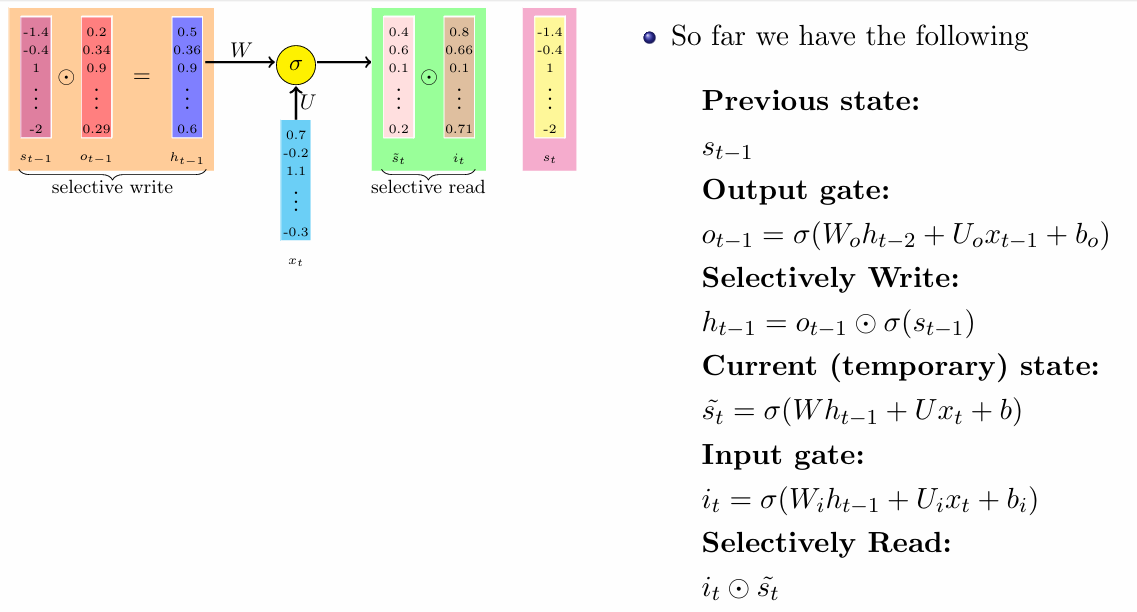 -1.4 0.2 0.5 0.4 0.8 -1.4
-0.4 0.34 0.36 0.6 0.66 -0.4
1 0.9 0.9 0.1 0.1 1
⊙ = W σ ⊙
⋮ ⋮ ⋮ ⋮ ⋮ ⋮
U
-2 0.29 0.6 0.2 0.71 -2
s_{t−1} o_{t−1} h_{t−1} s̃_t i_t s_t
selective write selective read
0.7
-0.2
1.1
⋮
-0.3
x_t
So far we have the following
Previous state:
s_{t−1}
Output gate:
o_{t−1} = σ(W_o h_{t−2} + U_o x_{t−1} + b_o)
Selectively Write:
h_{t−1} = o_{t−1} ⊙ σ(s_{t−1})
Current (temporary) state:
s̃_t = σ(W h_{t−1} + U x_t + b)
Input gate:
i_t = σ(W_i h_{t−1} + U_i x_t + b_i)
Selectively Read:
i_t ⊙ s̃_t